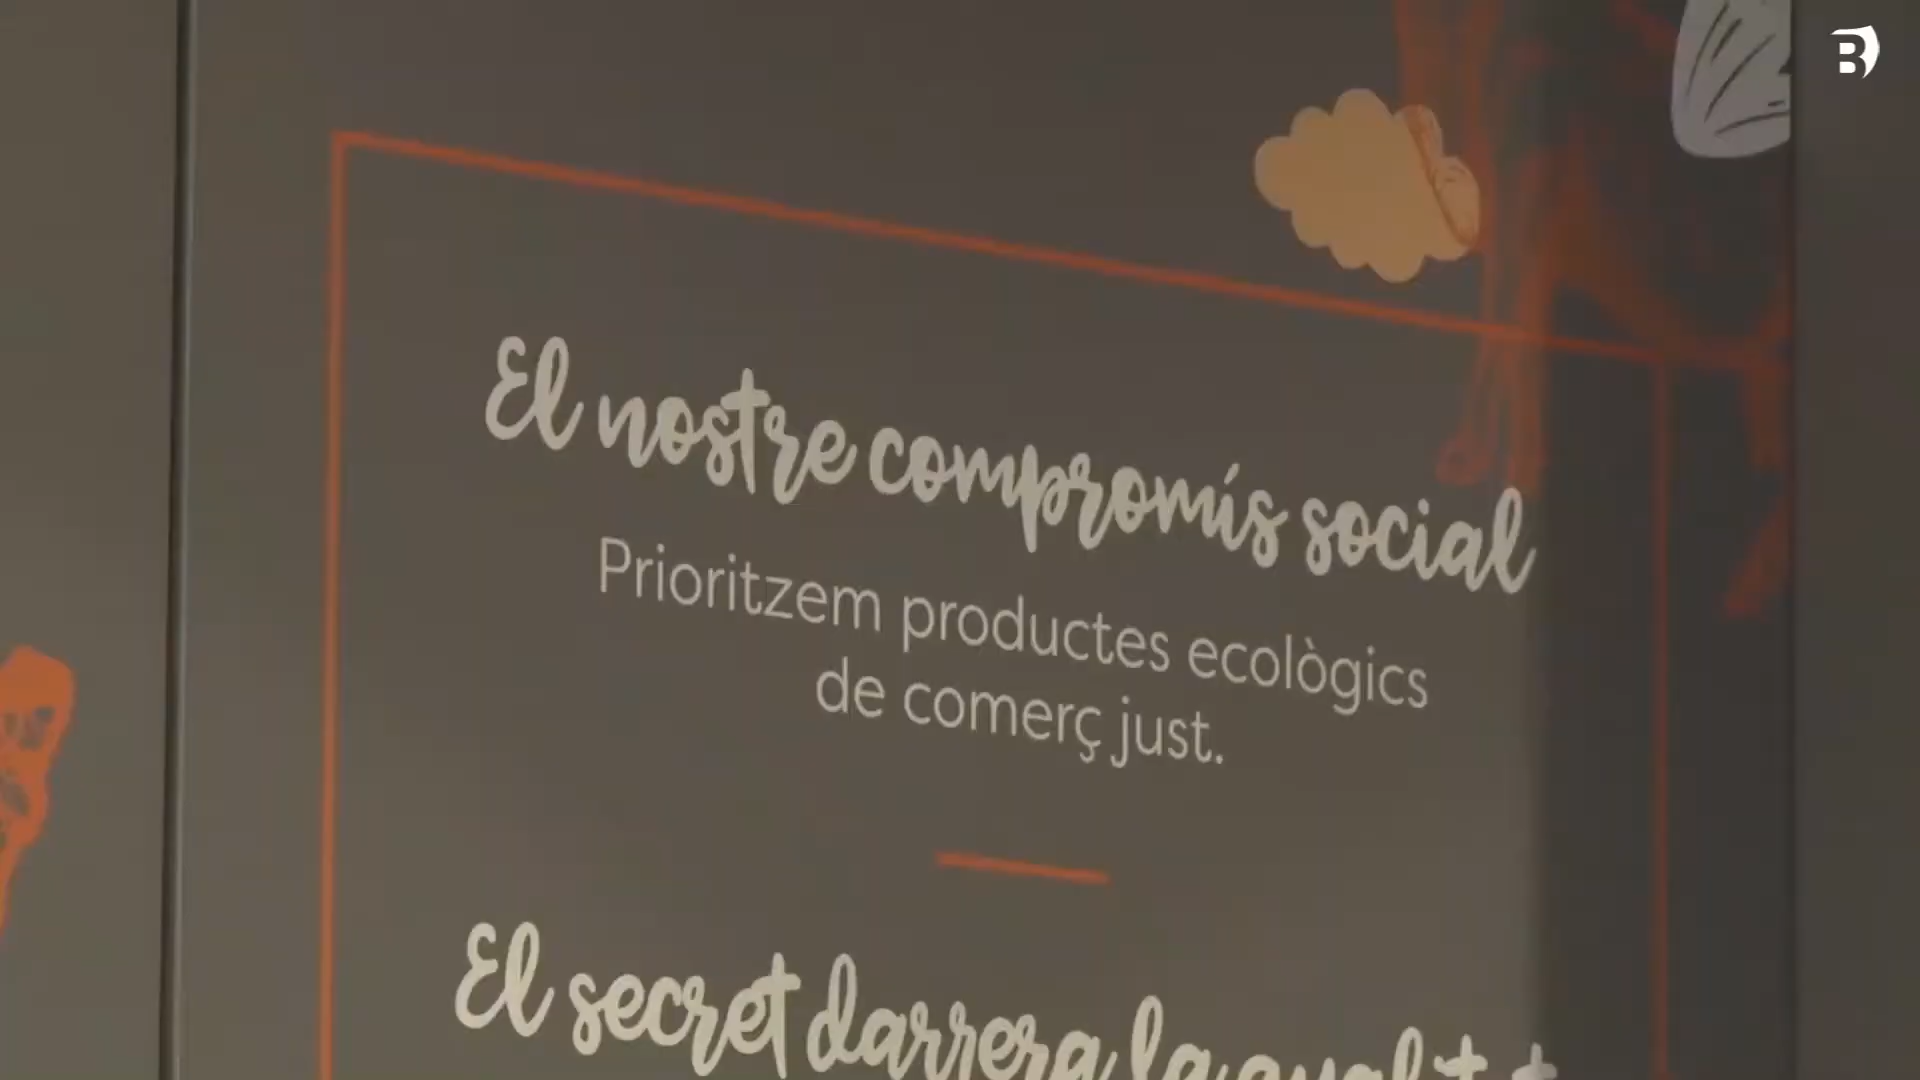 B
El nostre compromís social
Prioritzem productes ecològics
de comerç just.
El secret darrera la